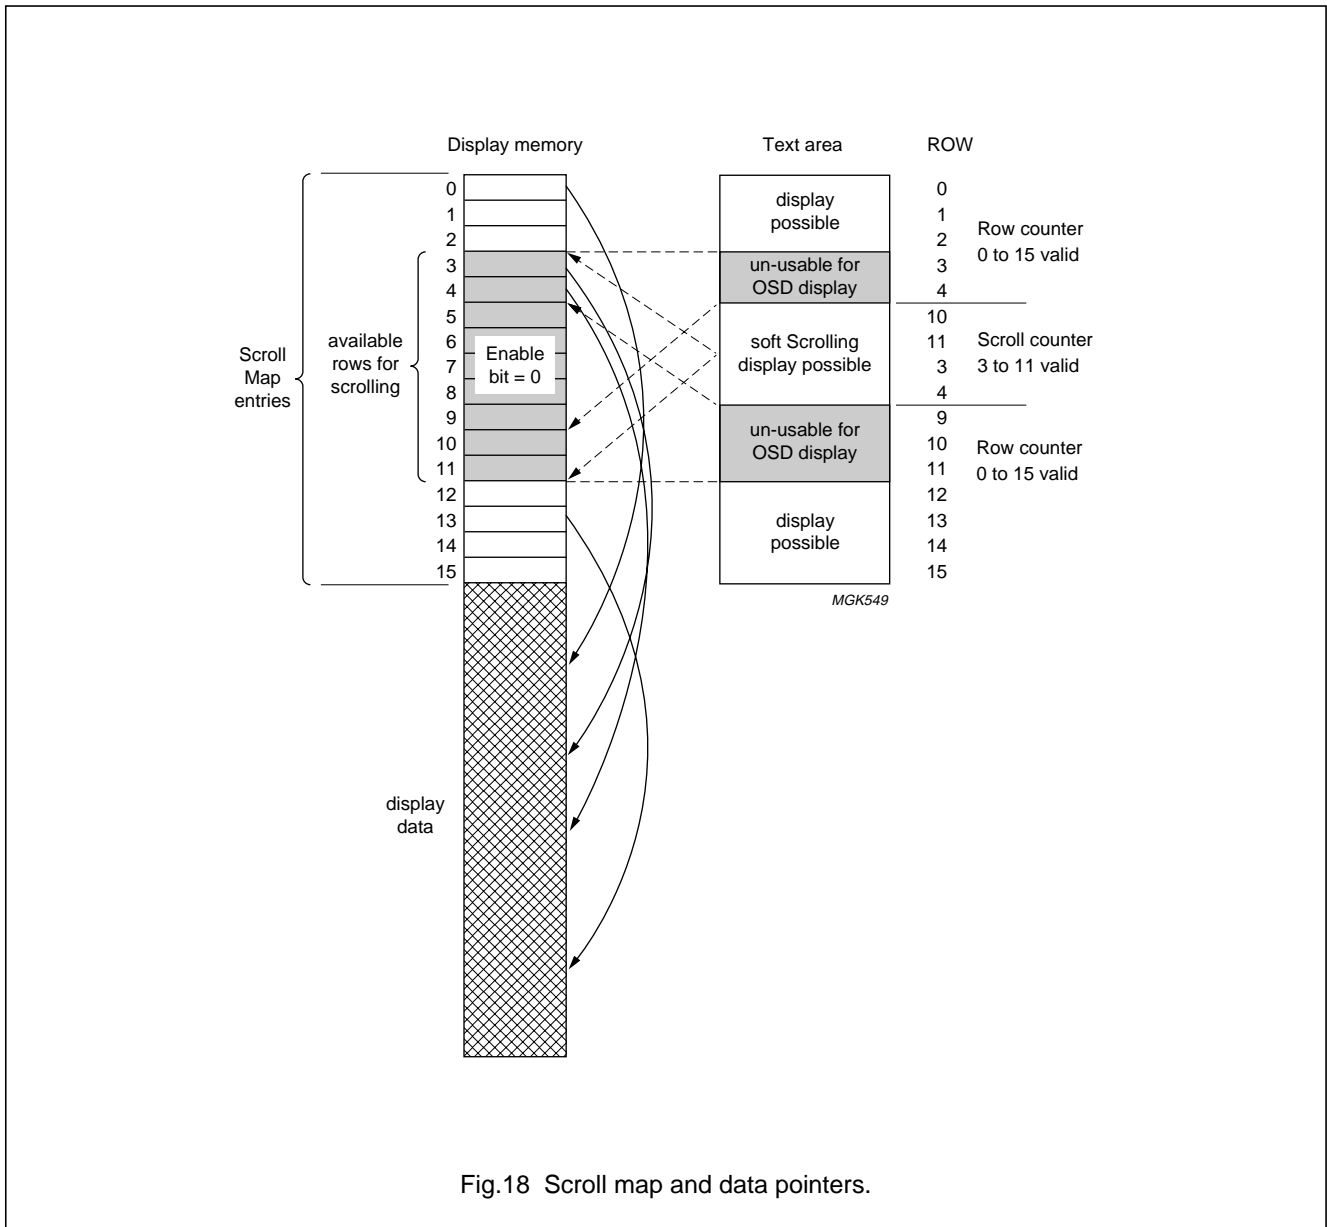 Display memory
Text area
ROW
0
1
2
3
4
5
6
7
8
9
10
11
12
13
14
15
Scroll
Map
entries
available
rows for
scrolling
Enable
bit = 0
display
data
display
possible
un-usable for
OSD display
soft Scrolling
display possible
un-usable for
OSD display
display
possible
MGK549
0
1
2
3
4
10
11
3
4
9
10
11
12
13
14
15
Row counter
0 to 15 valid
Scroll counter
3 to 11 valid
Row counter
0 to 15 valid
Fig.18 Scroll map and data pointers.